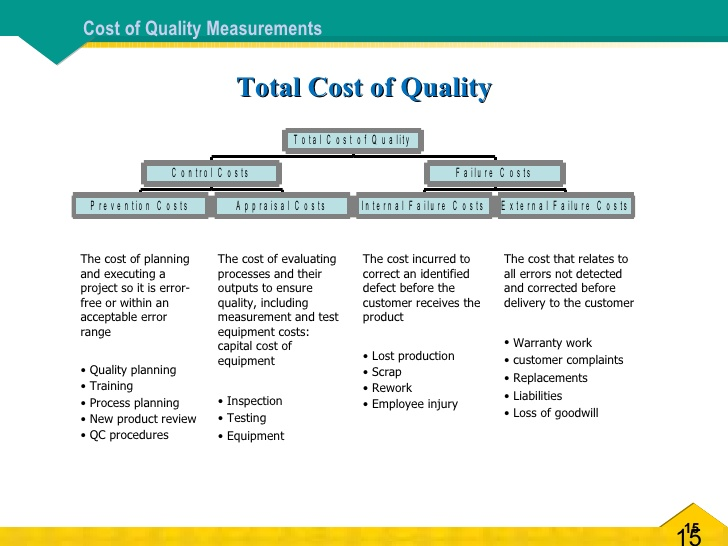 Cost of Quality Measurements
Total Cost of Quality
Total Cost of Quality
Control Costs
Failure Costs
Prevention Costs
Appraisal Costs
Internal Failure Costs
External Failure Costs
The cost of planning
and executing a
project so it is error-
free or within an
acceptable error
range
• Quality planning
• Training
• Process planning
• New product review
• QC procedures
The cost of evaluating
processes and their
outputs to ensure
quality, including
measurement and test
equipment costs:
capital cost of
equipment
• Inspection
• Testing
• Equipment
The cost incurred to
correct an identified
defect before the
customer receives the
product
• Lost production
• Scrap
• Rework
• Employee injury
The cost that relates to
all errors not detected
and corrected before
delivery to the customer
• Warranty work
• customer complaints
• Replacements
• Liabilities
• Loss of goodwill
15
15